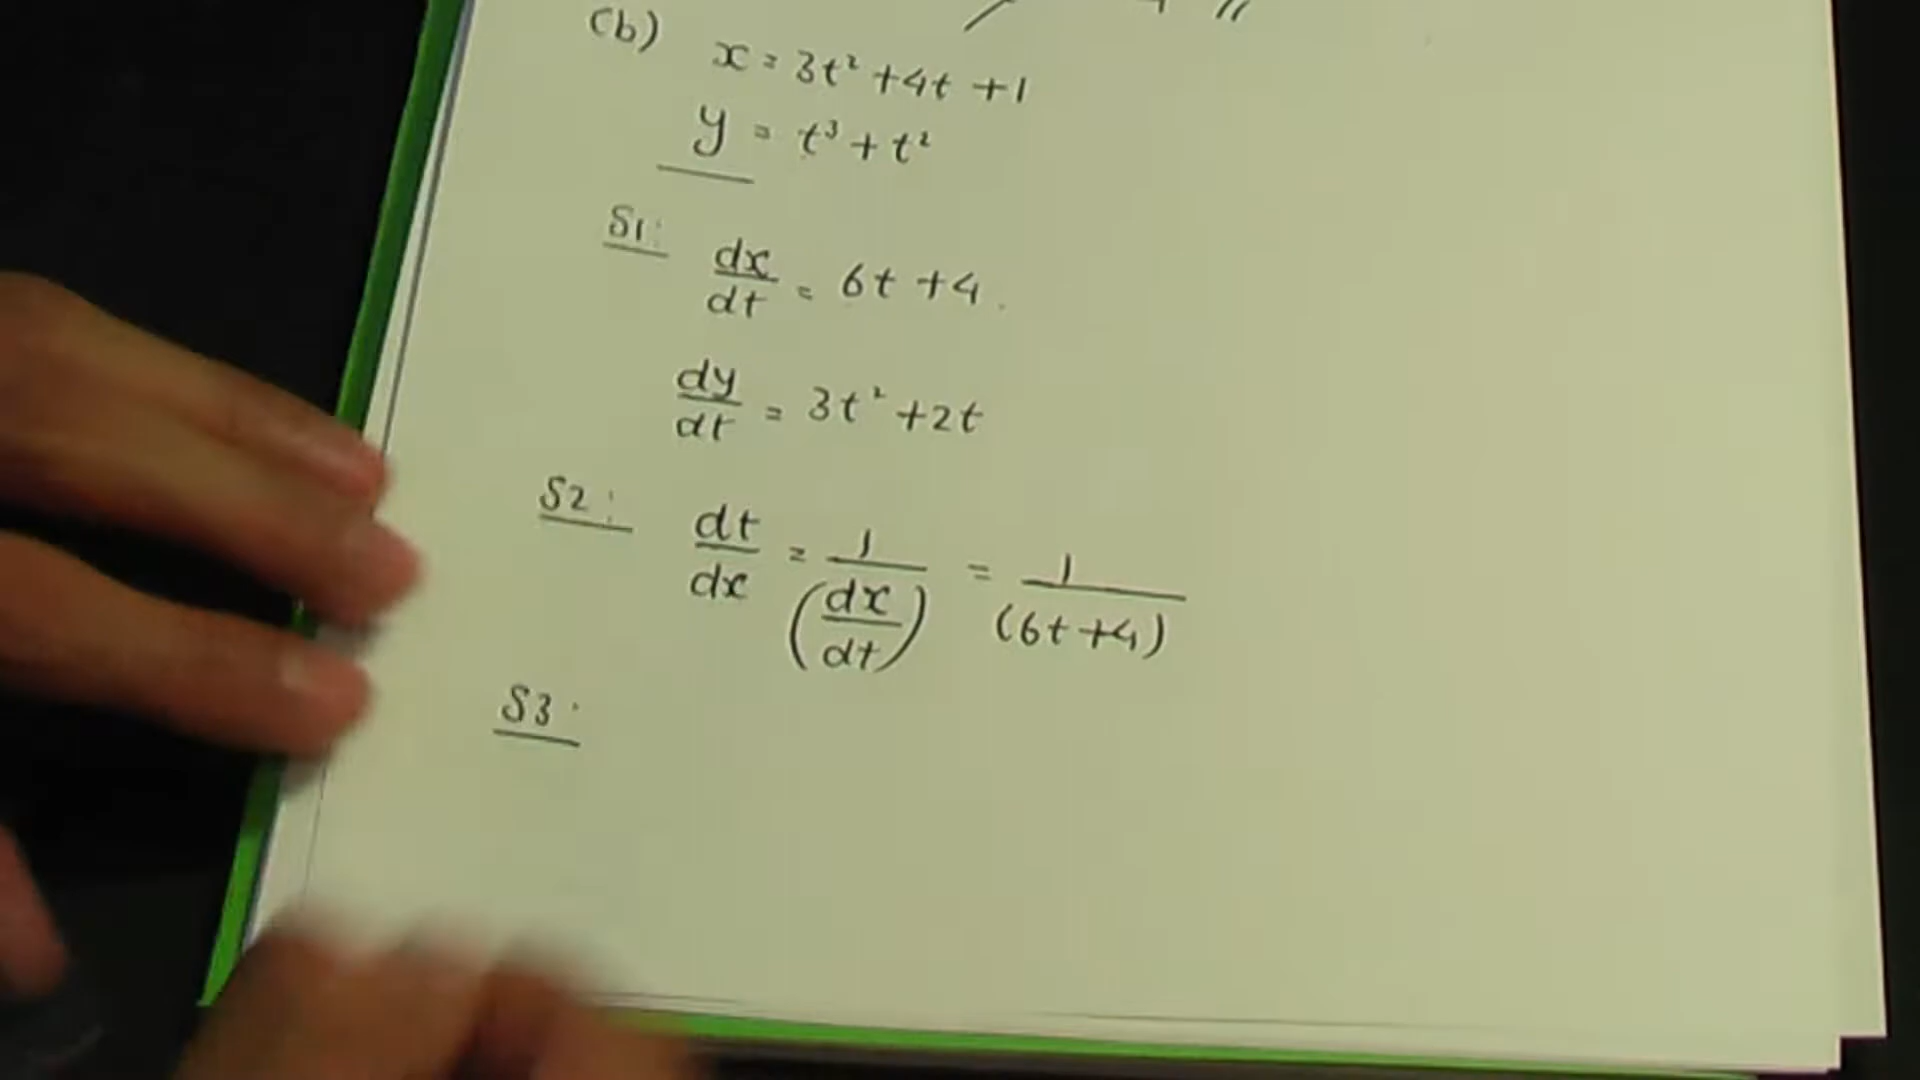 (b) x = 3t² + 4t + 1
y = t³ + t²
S1: dx/dt = 6t + 4.
dy/dt = 3t² + 2t
S2: dt/dx = 1/(dx/dt) = 1/(6t+4)
S3: